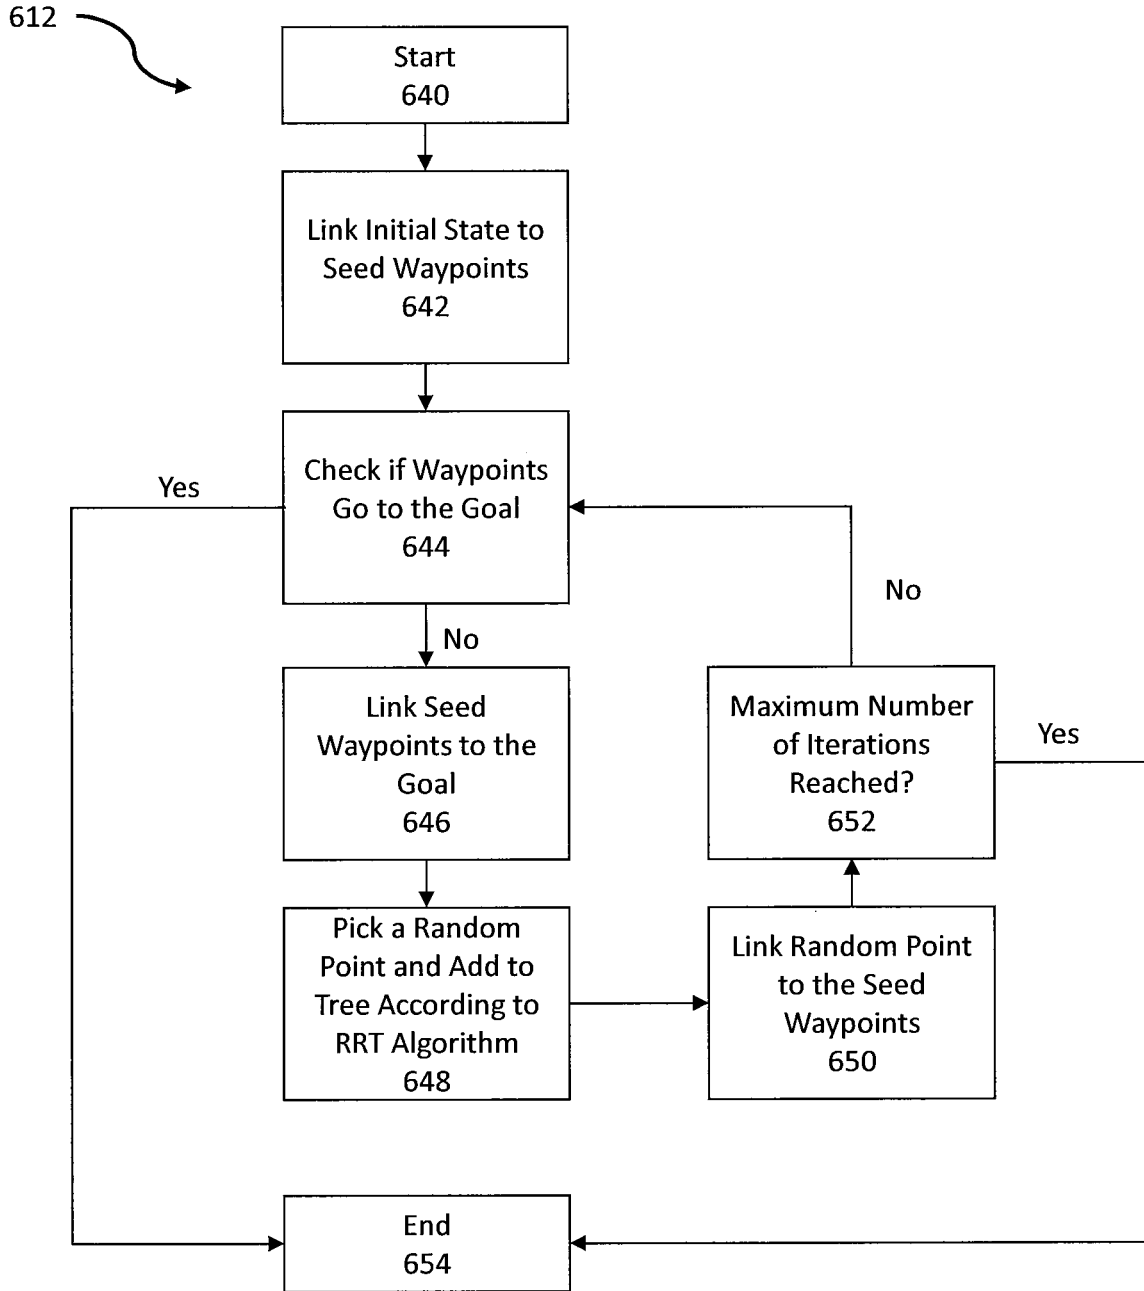 612
Start
640
Link Initial State to
Seed Waypoints
642
Check if Waypoints
Go to the Goal
644
Yes
No
No
Link Seed
Waypoints to the
Goal
646
Maximum Number
of Iterations
Reached?
652
Yes
Pick a Random
Point and Add to
Tree According to
RRT Algorithm
648
Link Random Point
to the Seed
Waypoints
650
End
654